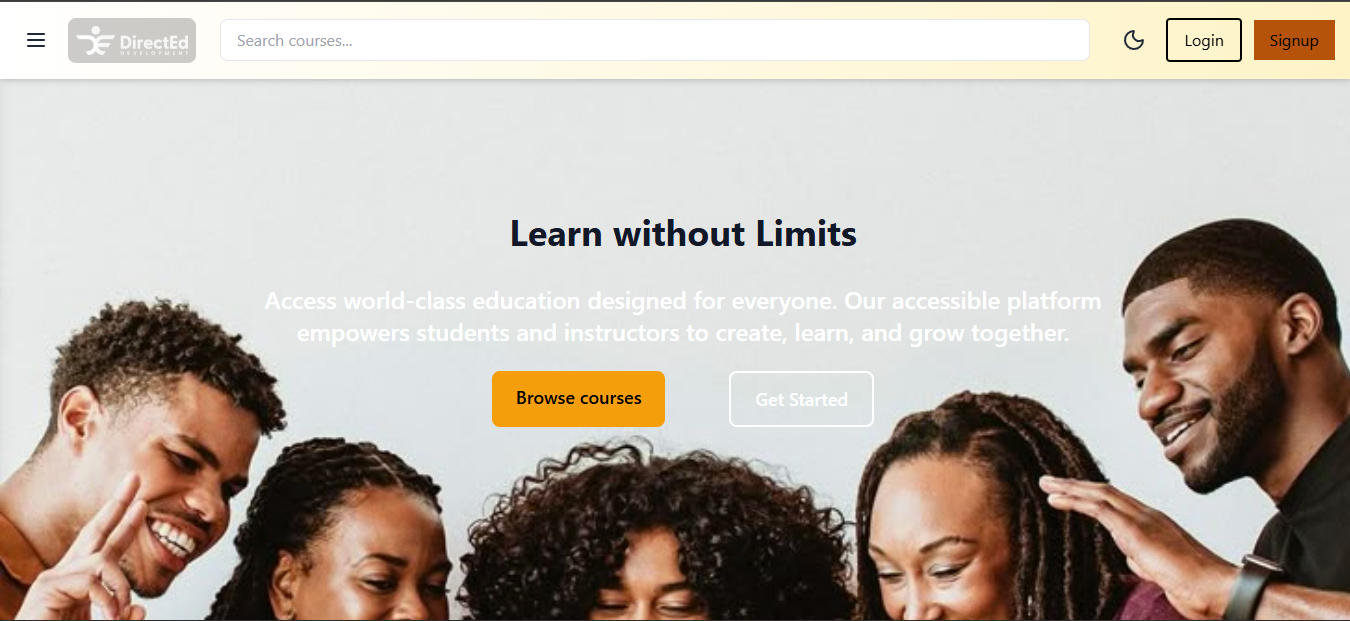 DirectEd
DEVELOPMENT
Search courses...
Login
Signup
Learn without Limits
Access world-class education designed for everyone. Our accessible platform
empowers students and instructors to create, learn, and grow together.
Browse courses
Get Started